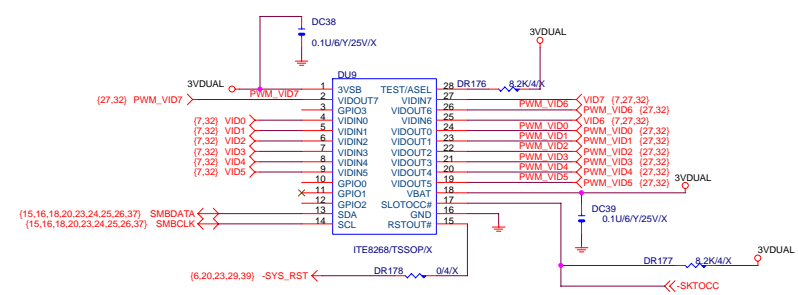 DC38
0.1U/6/Y/25V/X
3VDUAL
DU9
3VDUAL
1 3VSB TEST/ASEL 28 DR176 8.2K/4/X
{27,32} PWM_VID7 PWM_VID7 2 VIDOUT7 VIDIN7 27 VID7 {7,27,32}
3 GPIO3 VIDOUT6 26 PWM_VID6 PWM_VID6 {27,32}
{7,32} VID0 4 VIDIN0 VIDIN6 25 VID6 {7,27,32}
{7,32} VID1 5 VIDIN1 VIDOUT0 24 PWM_VID0 PWM_VID0 {27,32}
{7,32} VID2 6 VIDIN2 VIDOUT1 23 PWM_VID1 PWM_VID1 {27,32}
{7,32} VID3 7 VIDIN3 VIDOUT2 22 PWM_VID2 PWM_VID2 {27,32}
{7,32} VID4 8 VIDIN4 VIDOUT3 21 PWM_VID3 PWM_VID3 {27,32}
{7,32} VID5 9 VIDIN5 VIDOUT4 20 PWM_VID4 PWM_VID4 {27,32}
10 GPIO0 VIDOUT5 19 PWM_VID5 PWM_VID5 {27,32}
11 GPIO1 VBAT 18 3VDUAL
12 GPIO2 SLOTOCC# 17
{15,16,18,20,23,24,25,26,37} SMBDATA 13 SDA GND 16
{15,16,18,20,23,24,25,26,37} SMBCLK 14 SCL RSTOUT# 15
DC39
0.1U/6/Y/25V/X
ITE8268/TSSOP/X
3VDUAL
{6,20,23,29,39} -SYS_RST DR178 0/4/X
DR177 8.2K/4/X
-SKTOCC